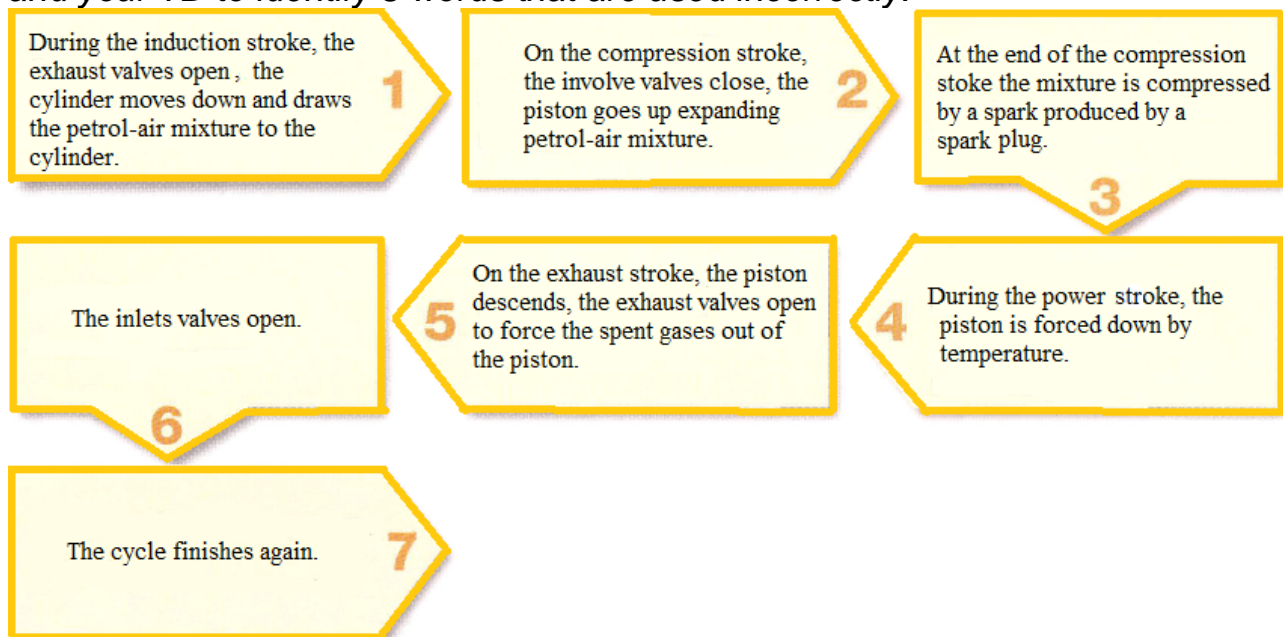 During the induction stroke, the
exhaust valves open , the
cylinder moves down and draws
the petrol-air mixture to the
cylinder.
1
On the compression stroke,
the involve valves close, the
piston goes up expanding
petrol-air mixture.
2
At the end of the compression
stoke the mixture is compressed
by a spark produced by a
spark plug.
3
During the power stroke, the
piston is forced down by
temperature.
4
On the exhaust stroke, the piston
descends, the exhaust valves open
to force the spent gases out of
the piston.
5
The inlets valves open.
6
The cycle finishes again.
7